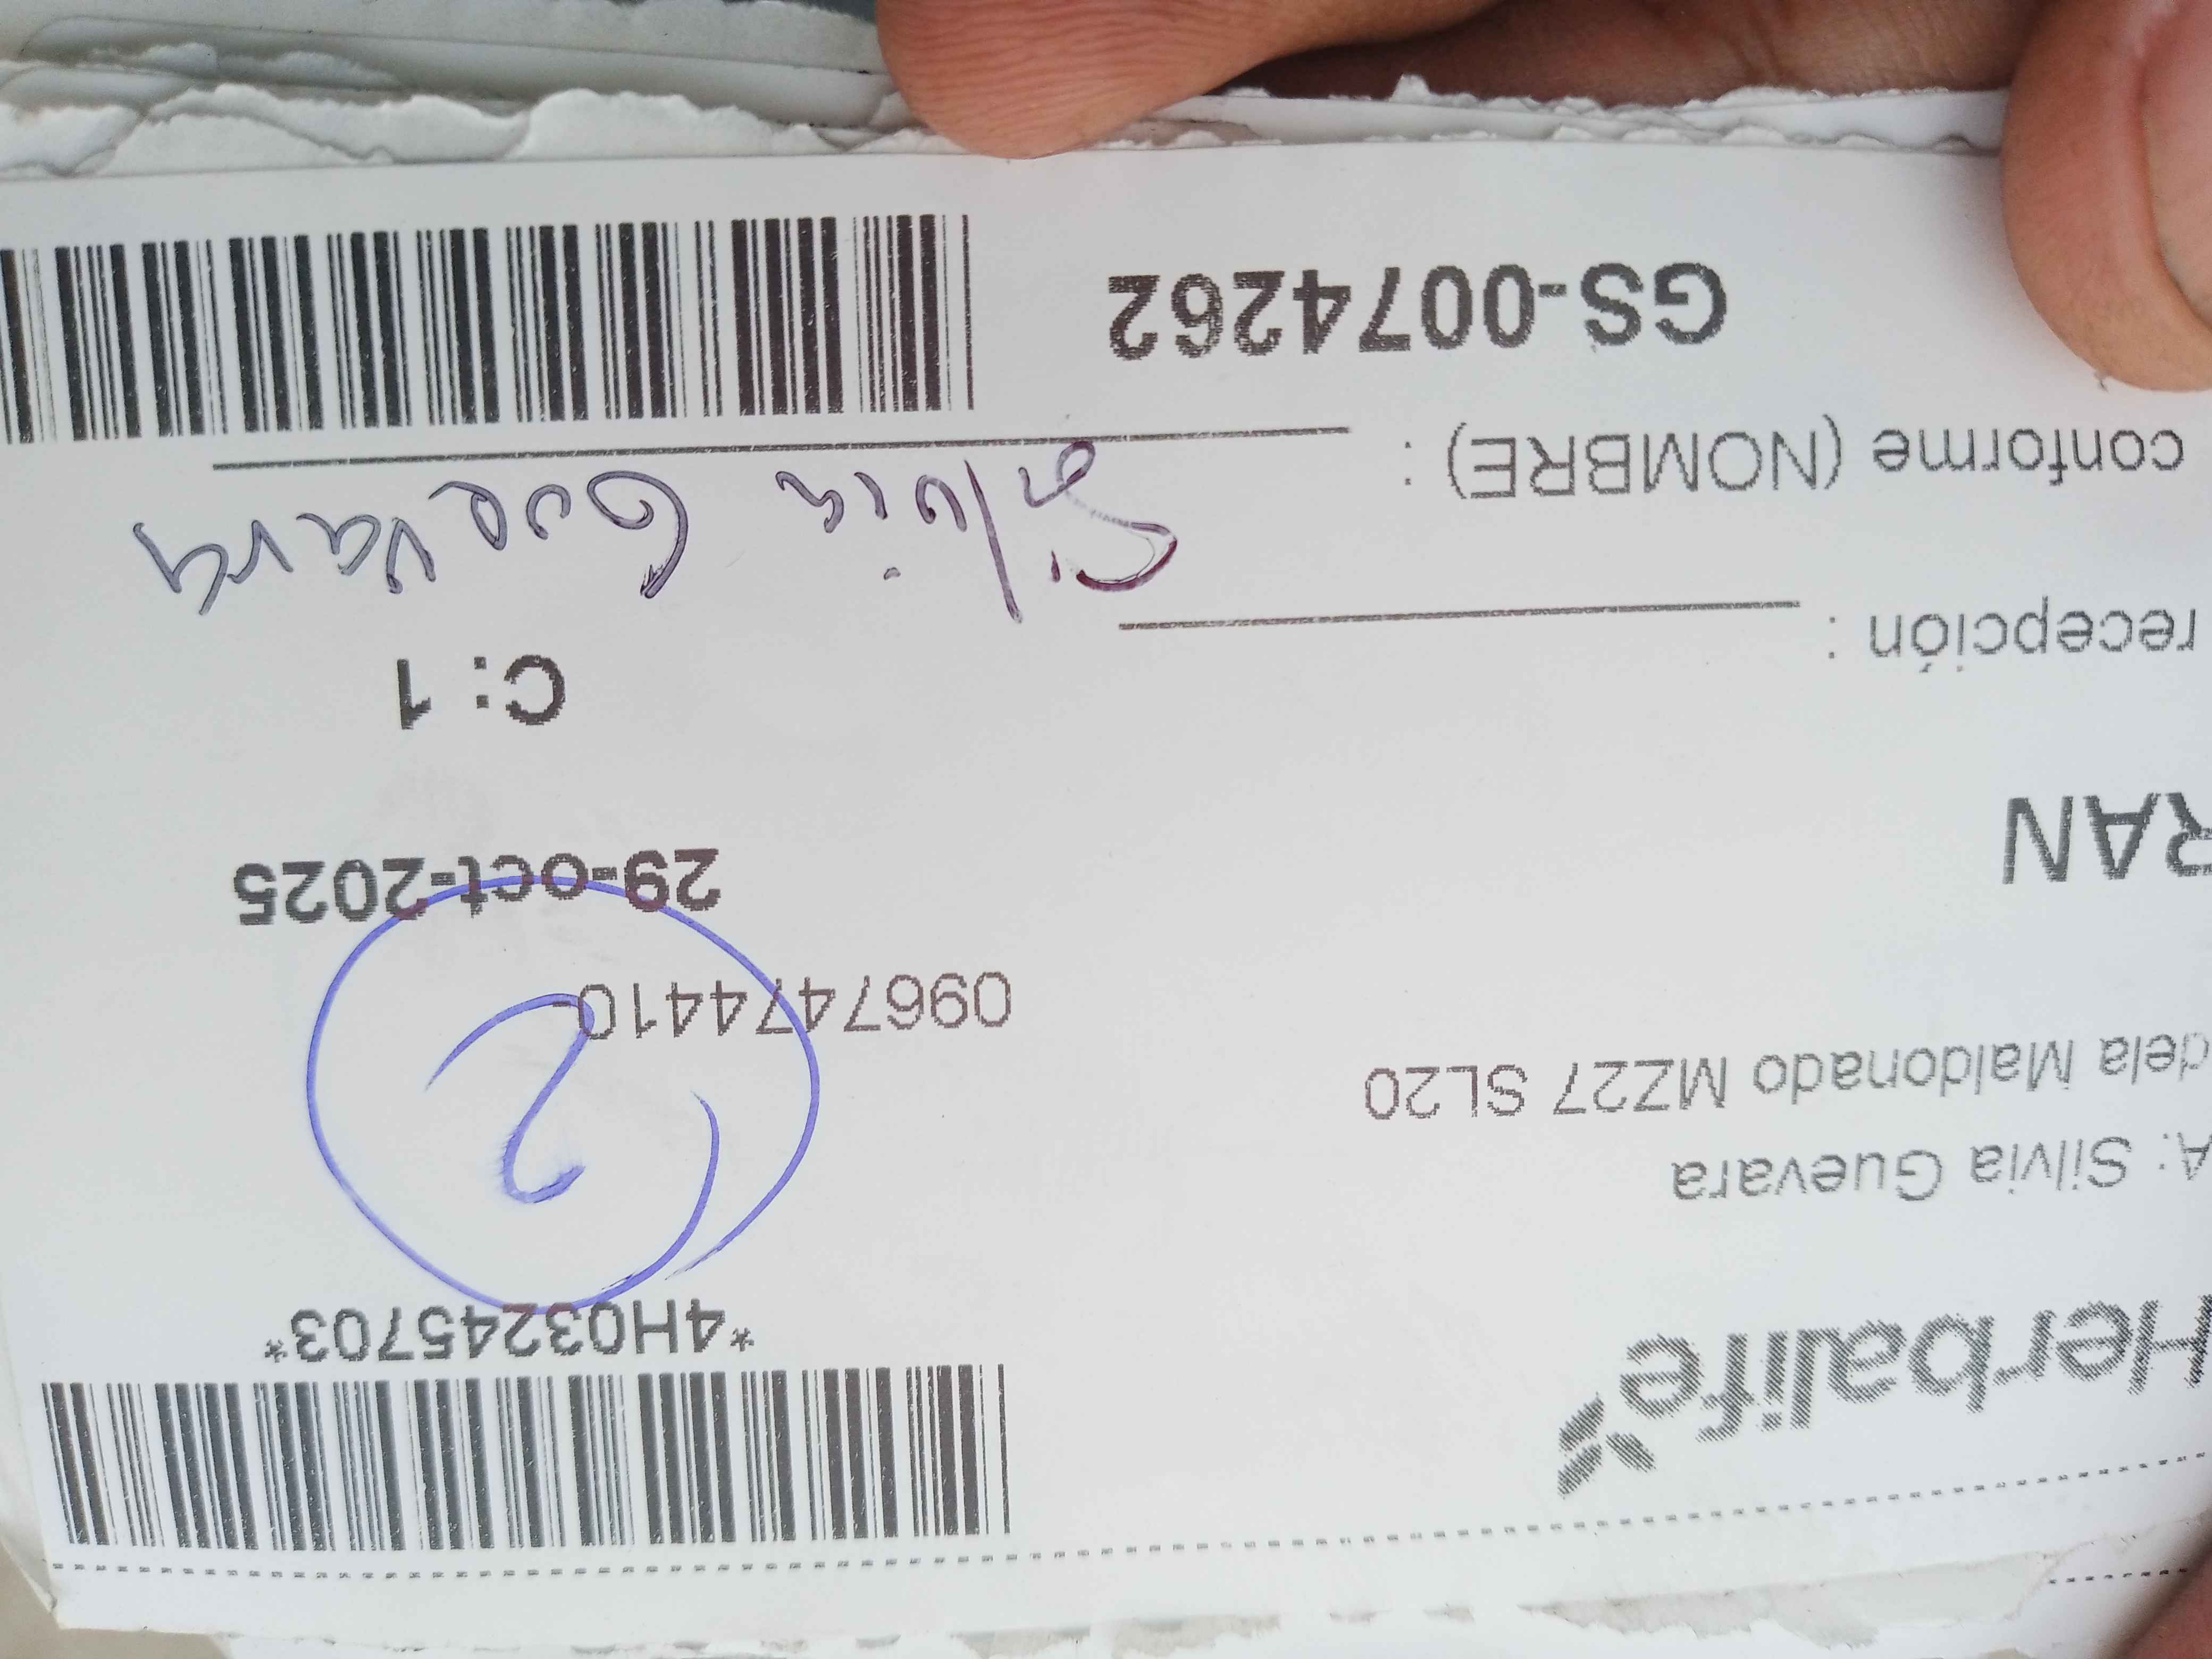 Herbalife
*4H03245703*
A: Silvia Guevara
dela Maldonado MZ27 SL20
0967474410
2
RAN
29-oct-2025
C: 1
recepción :
Silvia Guevara
conforme (NOMBRE) :
GS-0074262